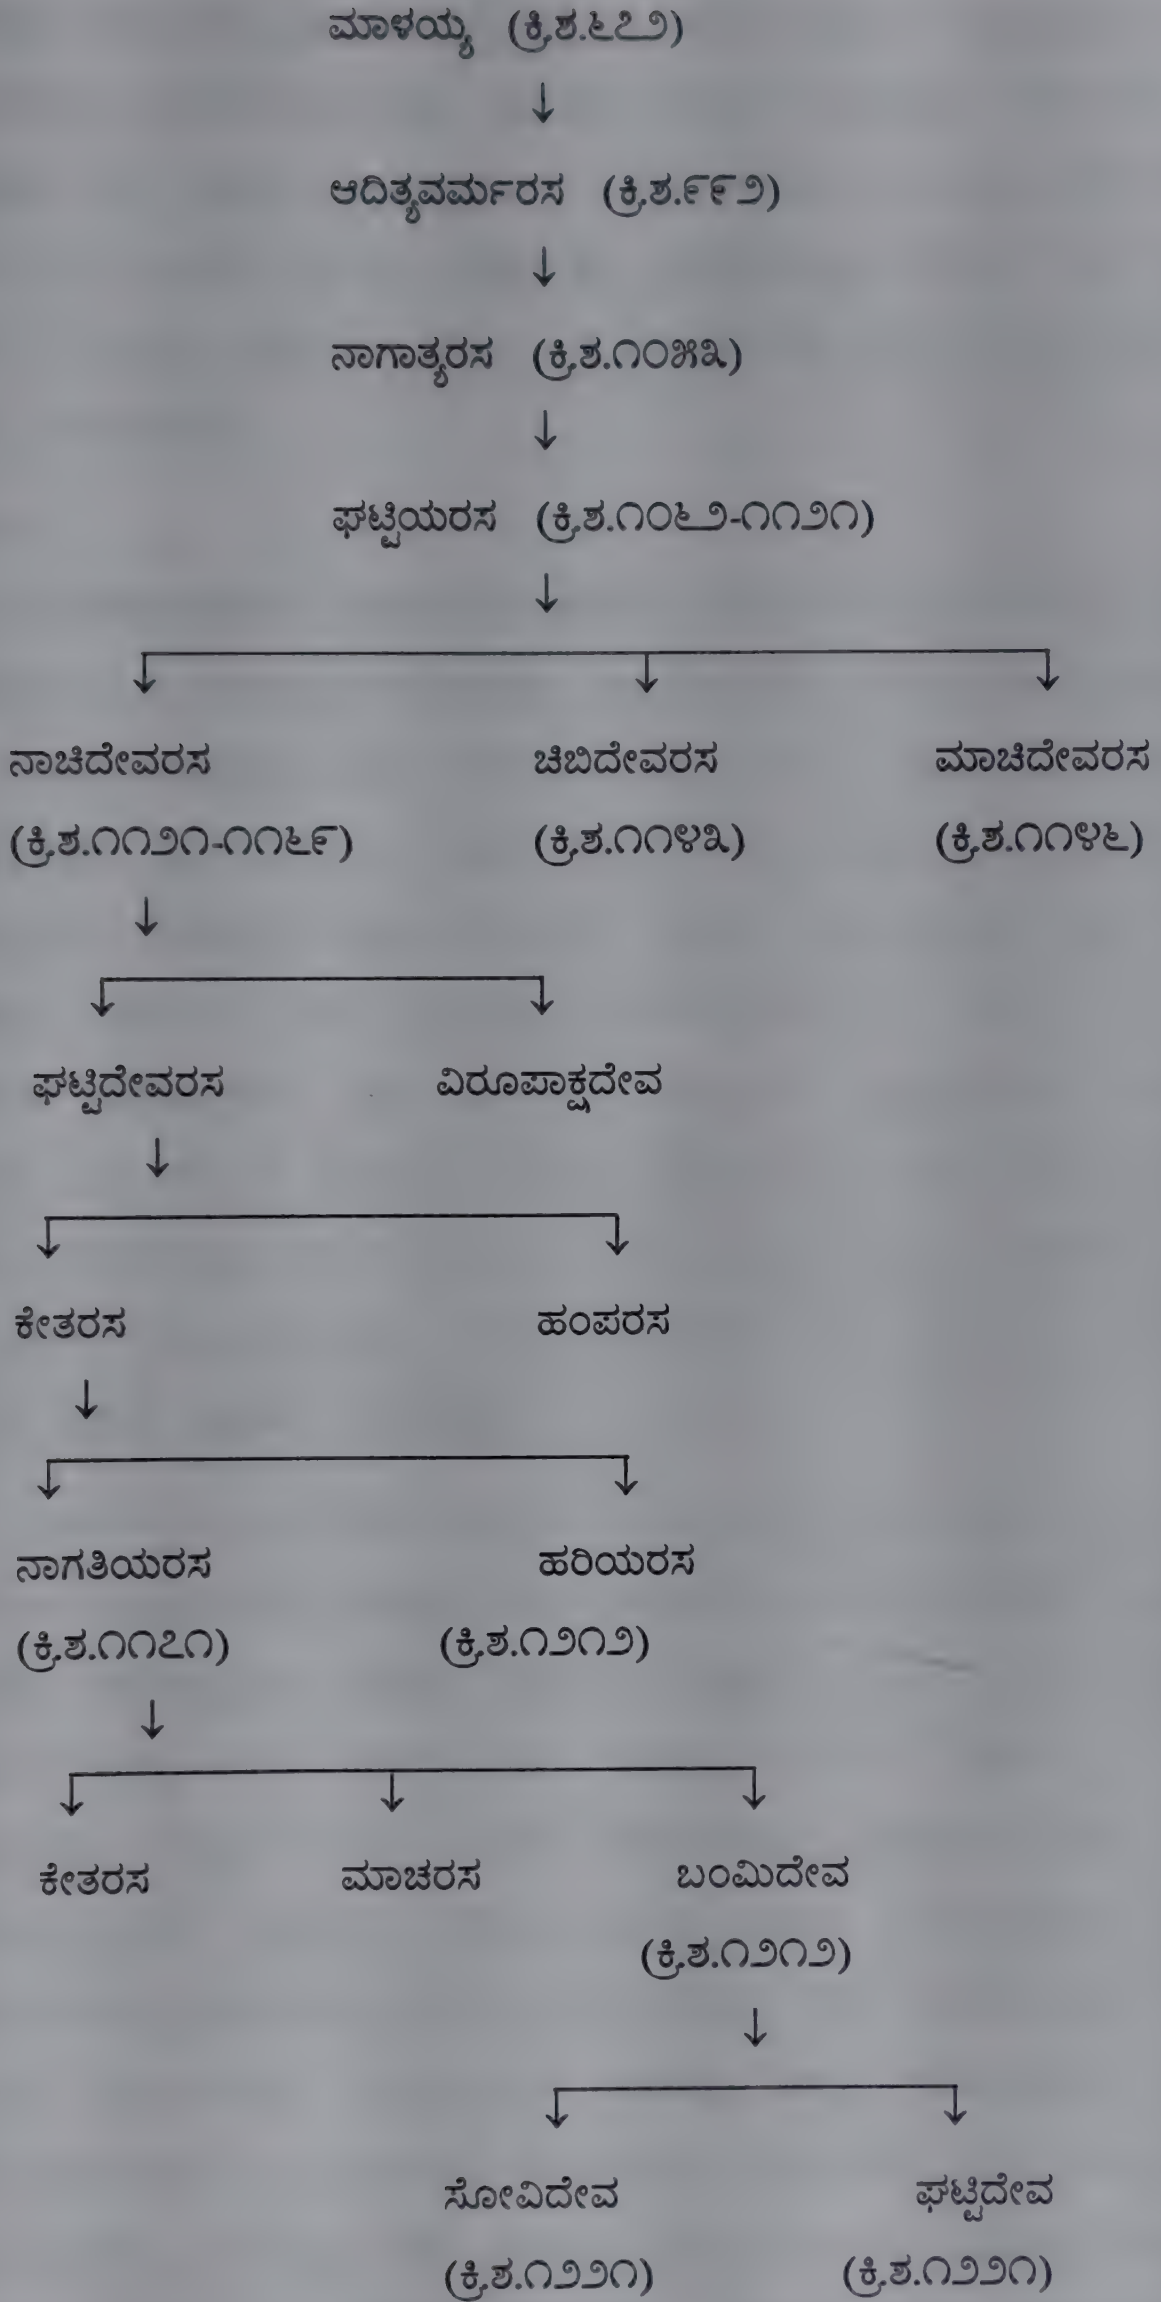 ಮಾಳಯ್ಯ (ಕ್ರಿ.ಶ.೬೭೨)
ಆದಿತ್ಯವರ್ಮರಸ (ಕ್ರಿ.ಶ.೯೯೨)
ನಾಗಾತ್ಯರಸ (ಕ್ರಿ.ಶ.೧೦೫೩)
ಘಟ್ಟಿಯರಸ (ಕ್ರಿ.ಶ.೧೦೬೨-೧೧೨೧)
ನಾಚಿದೇವರಸ ಚಿಬಿದೇವರಸ ಮಾಚಿದೇವರಸ
(ಕ್ರಿ.ಶ.೧೧೨೧-೧೧೬೯) (ಕ್ರಿ.ಶ.೧೧೪೩) (ಕ್ರಿ.ಶ.೧೧೪೬)
ಘಟ್ಟಿದೇವರಸ ವಿರೂಪಾಕ್ಷದೇವ
ಕೇತರಸ ಹಂಪರಸ
ನಾಗತಿಯರಸ ಹರಿಯರಸ
(ಕ್ರಿ.ಶ.೧೧೭೧) (ಕ್ರಿ.ಶ.೧೨೧೨)
ಕೇತರಸ ಮಾಚರಸ ಬಂಮಿದೇವ
(ಕ್ರಿ.ಶ.೧೨೧೨)
ಸೋವಿದೇವ ಘಟ್ಟಿದೇವ
(ಕ್ರಿ.ಶ.೧೨೨೧) (ಕ್ರಿ.ಶ.೧೨೨೧)